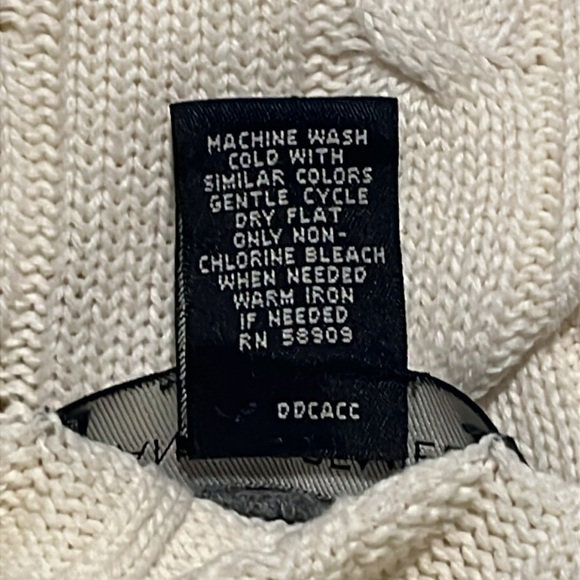 MACHINE WASH
COLD WITH
SIMILAR COLORS
GENTLE CYCLE
DRY FLAT
ONLY NON-
CHLORINE BLEACH
WHEN NEEDED
WARM IRON
IF NEEDED
RN 58909
DDCACC